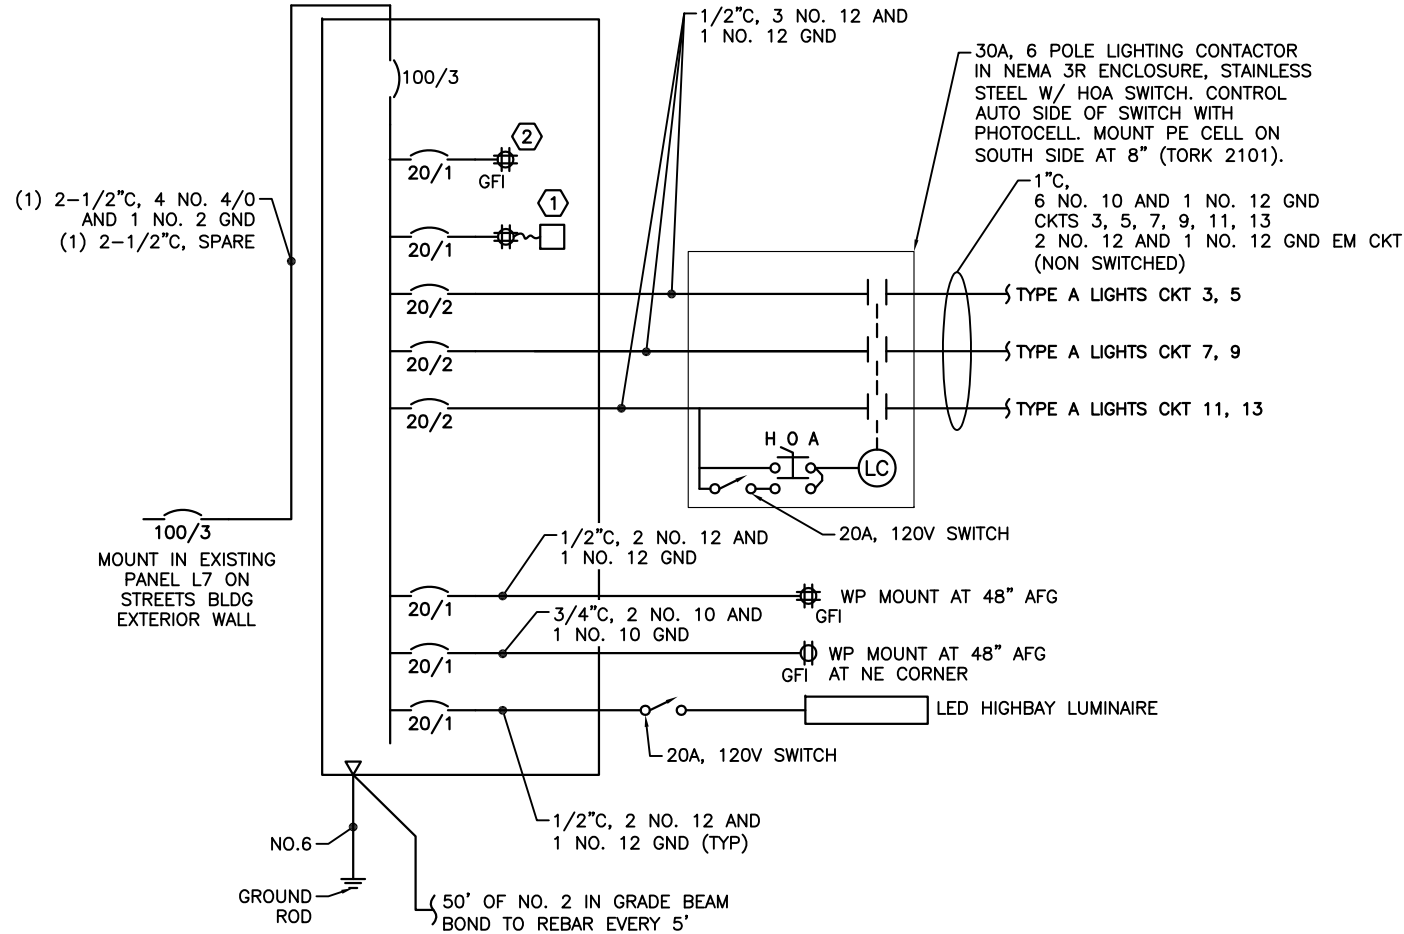 1/2"C, 3 NO. 12 AND
1 NO. 12 GND
30A, 6 POLE LIGHTING CONTACTOR
IN NEMA 3R ENCLOSURE, STAINLESS
STEEL W/ HOA SWITCH. CONTROL
AUTO SIDE OF SWITCH WITH
PHOTOCELL. MOUNT PE CELL ON
SOUTH SIDE AT 8" (TORK 2101).
100/3
2
20/1
GFI
1
20/1
(1) 2-1/2"C, 4 NO. 4/0
AND 1 NO. 2 GND
(1) 2-1/2"C, SPARE
1"C,
6 NO. 10 AND 1 NO. 12 GND
CKTS 3, 5, 7, 9, 11, 13
2 NO. 12 AND 1 NO. 12 GND EM CKT
(NON SWITCHED)
20/2
TYPE A LIGHTS CKT 3, 5
20/2
TYPE A LIGHTS CKT 7, 9
20/2
TYPE A LIGHTS CKT 11, 13
H O A
LC
20A, 120V SWITCH
100/3
MOUNT IN EXISTING
PANEL L7 ON
STREETS BLDG
EXTERIOR WALL
1/2"C, 2 NO. 12 AND
1 NO. 12 GND
20/1
WP MOUNT AT 48" AFG
GFI
3/4"C, 2 NO. 10 AND
1 NO. 10 GND
20/1
WP MOUNT AT 48" AFG
GFI AT NE CORNER
20/1
LED HIGHBAY LUMINAIRE
20A, 120V SWITCH
1/2"C, 2 NO. 12 AND
1 NO. 12 GND (TYP)
NO.6
GROUND
ROD
50' OF NO. 2 IN GRADE BEAM
BOND TO REBAR EVERY 5'